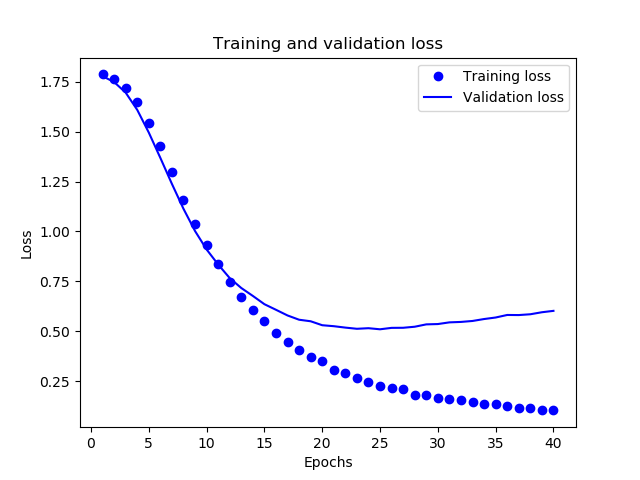 Training and validation loss
Training loss
Validation loss
Loss
1.75
1.50
1.25
1.00
0.75
0.50
0.25
0 5 10 15 20 25 30 35 40
Epochs